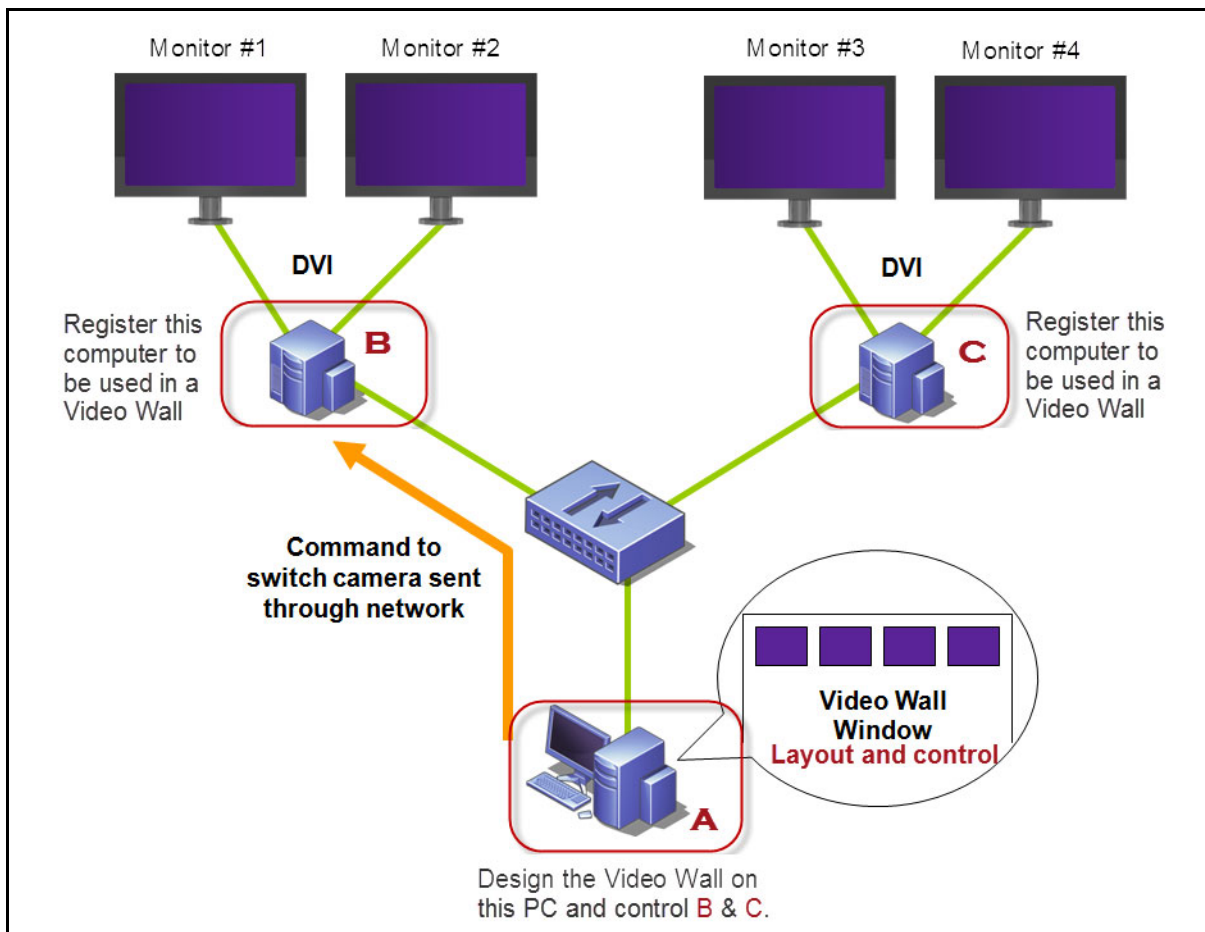 Monitor #1
Monitor #2
Monitor #3
Monitor #4
DVI
DVI
Register this
computer to
be used in a
Video Wall
B
C
Register this
computer to
be used in a
Video Wall
Command to
switch camera sent
through network
Video Wall
Window
Layout and control
A
Design the Video Wall on
this PC and control B & C.